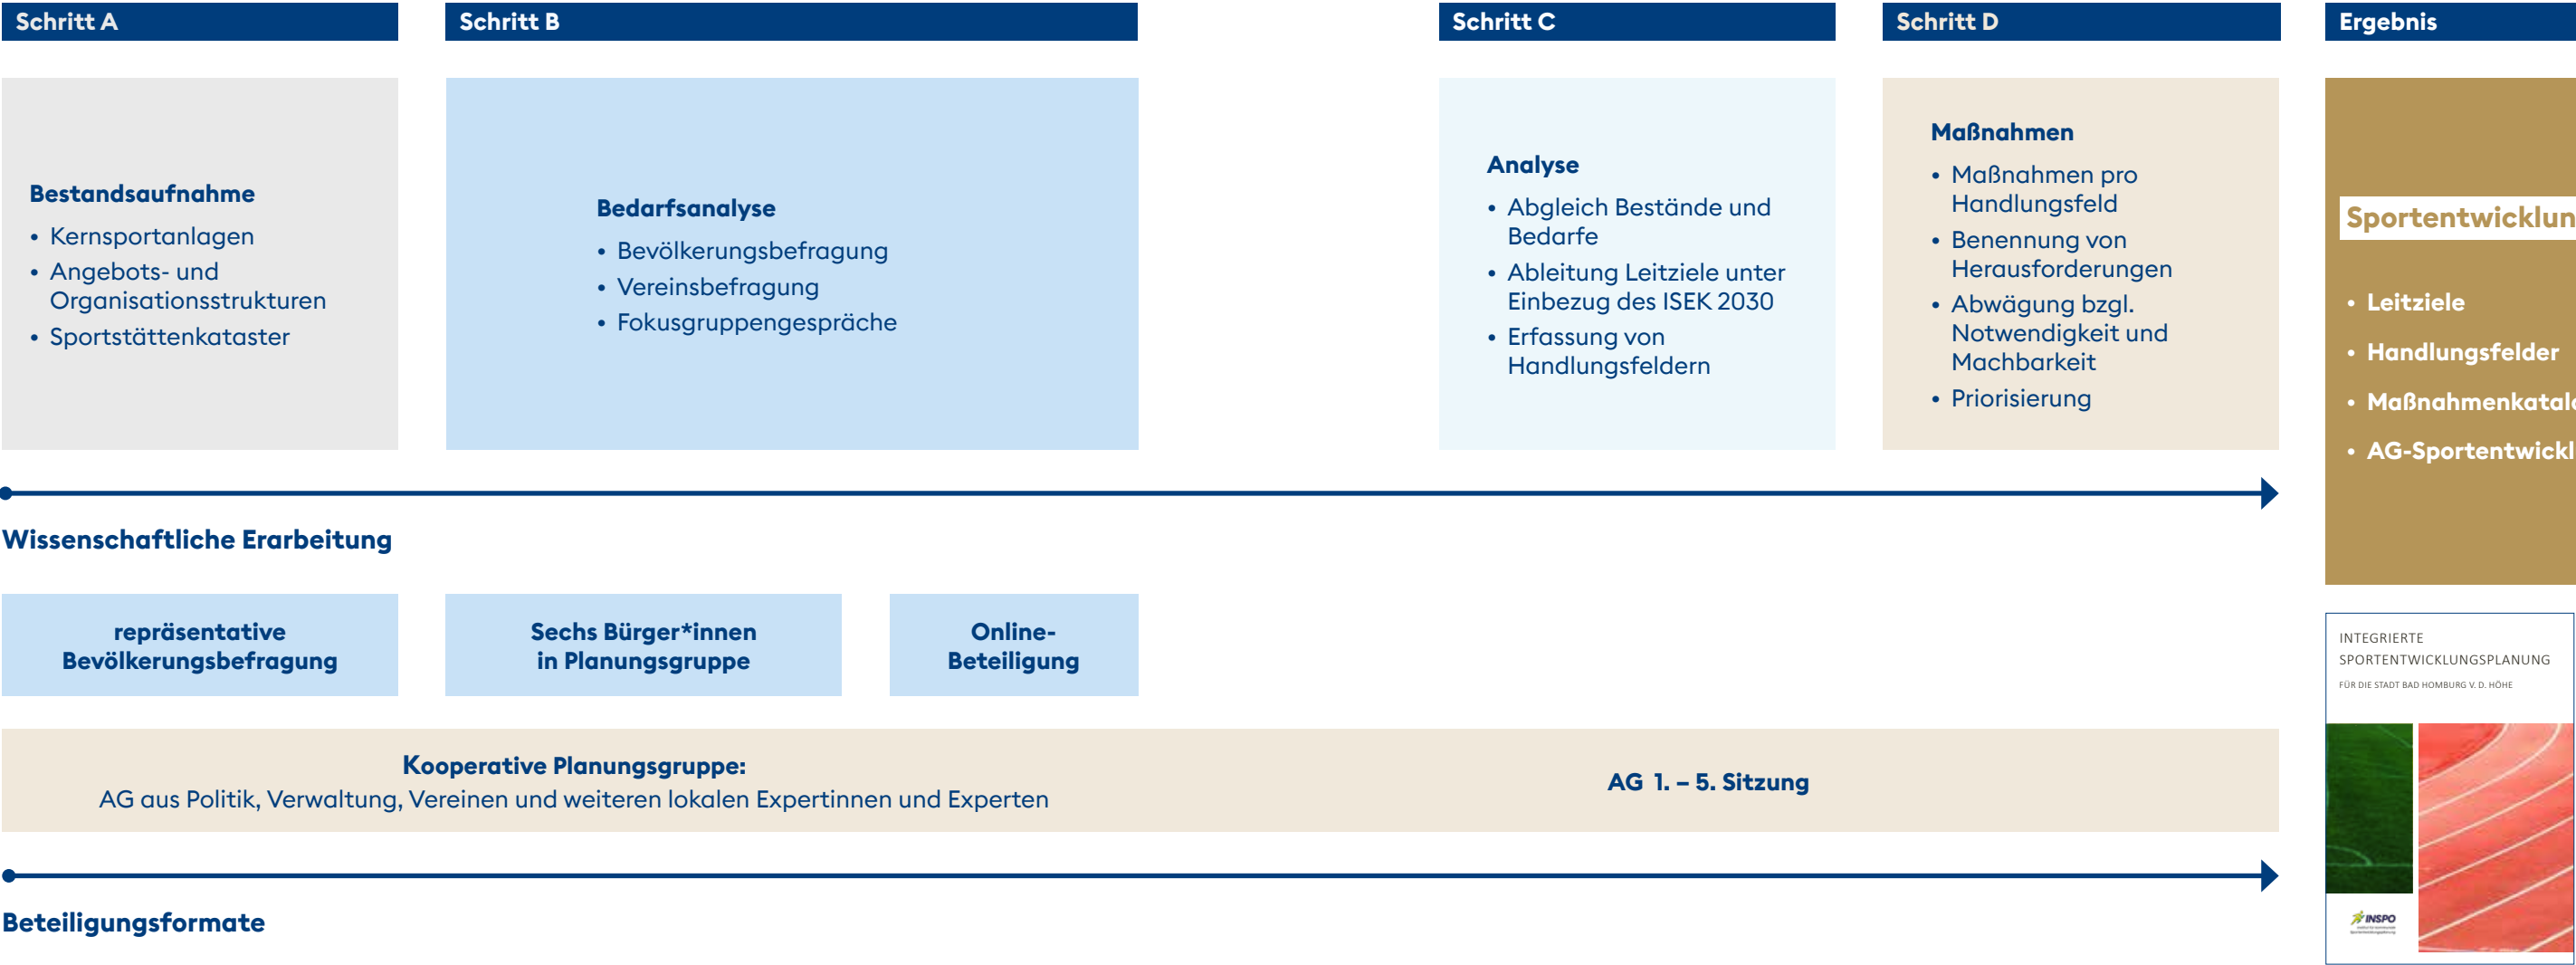 Schritt A
Schritt B
Schritt C
Schritt D
Ergebnis
Bestandsaufnahme
• Kernsportanlagen
• Angebots- und
Organisationsstrukturen
• Sportstättenkataster
Bedarfsanalyse
• Bevölkerungsbefragung
• Vereinsbefragung
• Fokusgruppengespräche
Analyse
• Abgleich Bestände und
Bedarfe
• Ableitung Leitziele unter
Einbezug des ISEK 2030
• Erfassung von
Handlungsfeldern
Maßnahmen
• Maßnahmen pro
Handlungsfeld
• Benennung von
Herausforderungen
• Abwägung bzgl.
Notwendigkeit und
Machbarkeit
• Priorisierung
Sportentwicklun
• Leitziele
• Handlungsfelder
• Maßnahmenkatal
• AG-Sportentwickl
Wissenschaftliche Erarbeitung
repräsentative
Bevölkerungsbefragung
Sechs Bürger*innen
in Planungsgruppe
Online-
Beteiligung
Kooperative Planungsgruppe:
AG aus Politik, Verwaltung, Vereinen und weiteren lokalen Expertinnen und Experten
AG 1. – 5. Sitzung
Beteiligungsformate
INTEGRIERTE
SPORTENTWICKLUNGSPLANUNG
FÜR DIE STADT BAD HOMBURG V. D. HÖHE
INSPO